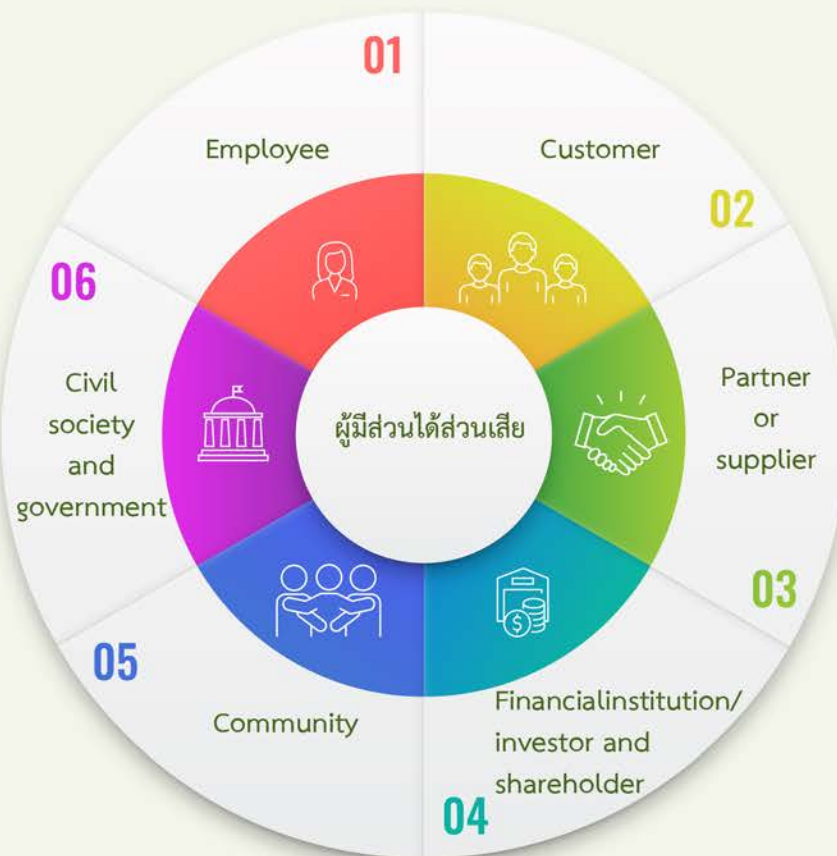 01
Employee
Customer
02
Partner
or
supplier
03
Financialinstitution/
investor and
shareholder
04
Community
05
Civil
society
and
government
06
ผู้มีส่วนได้ส่วนเสีย
$